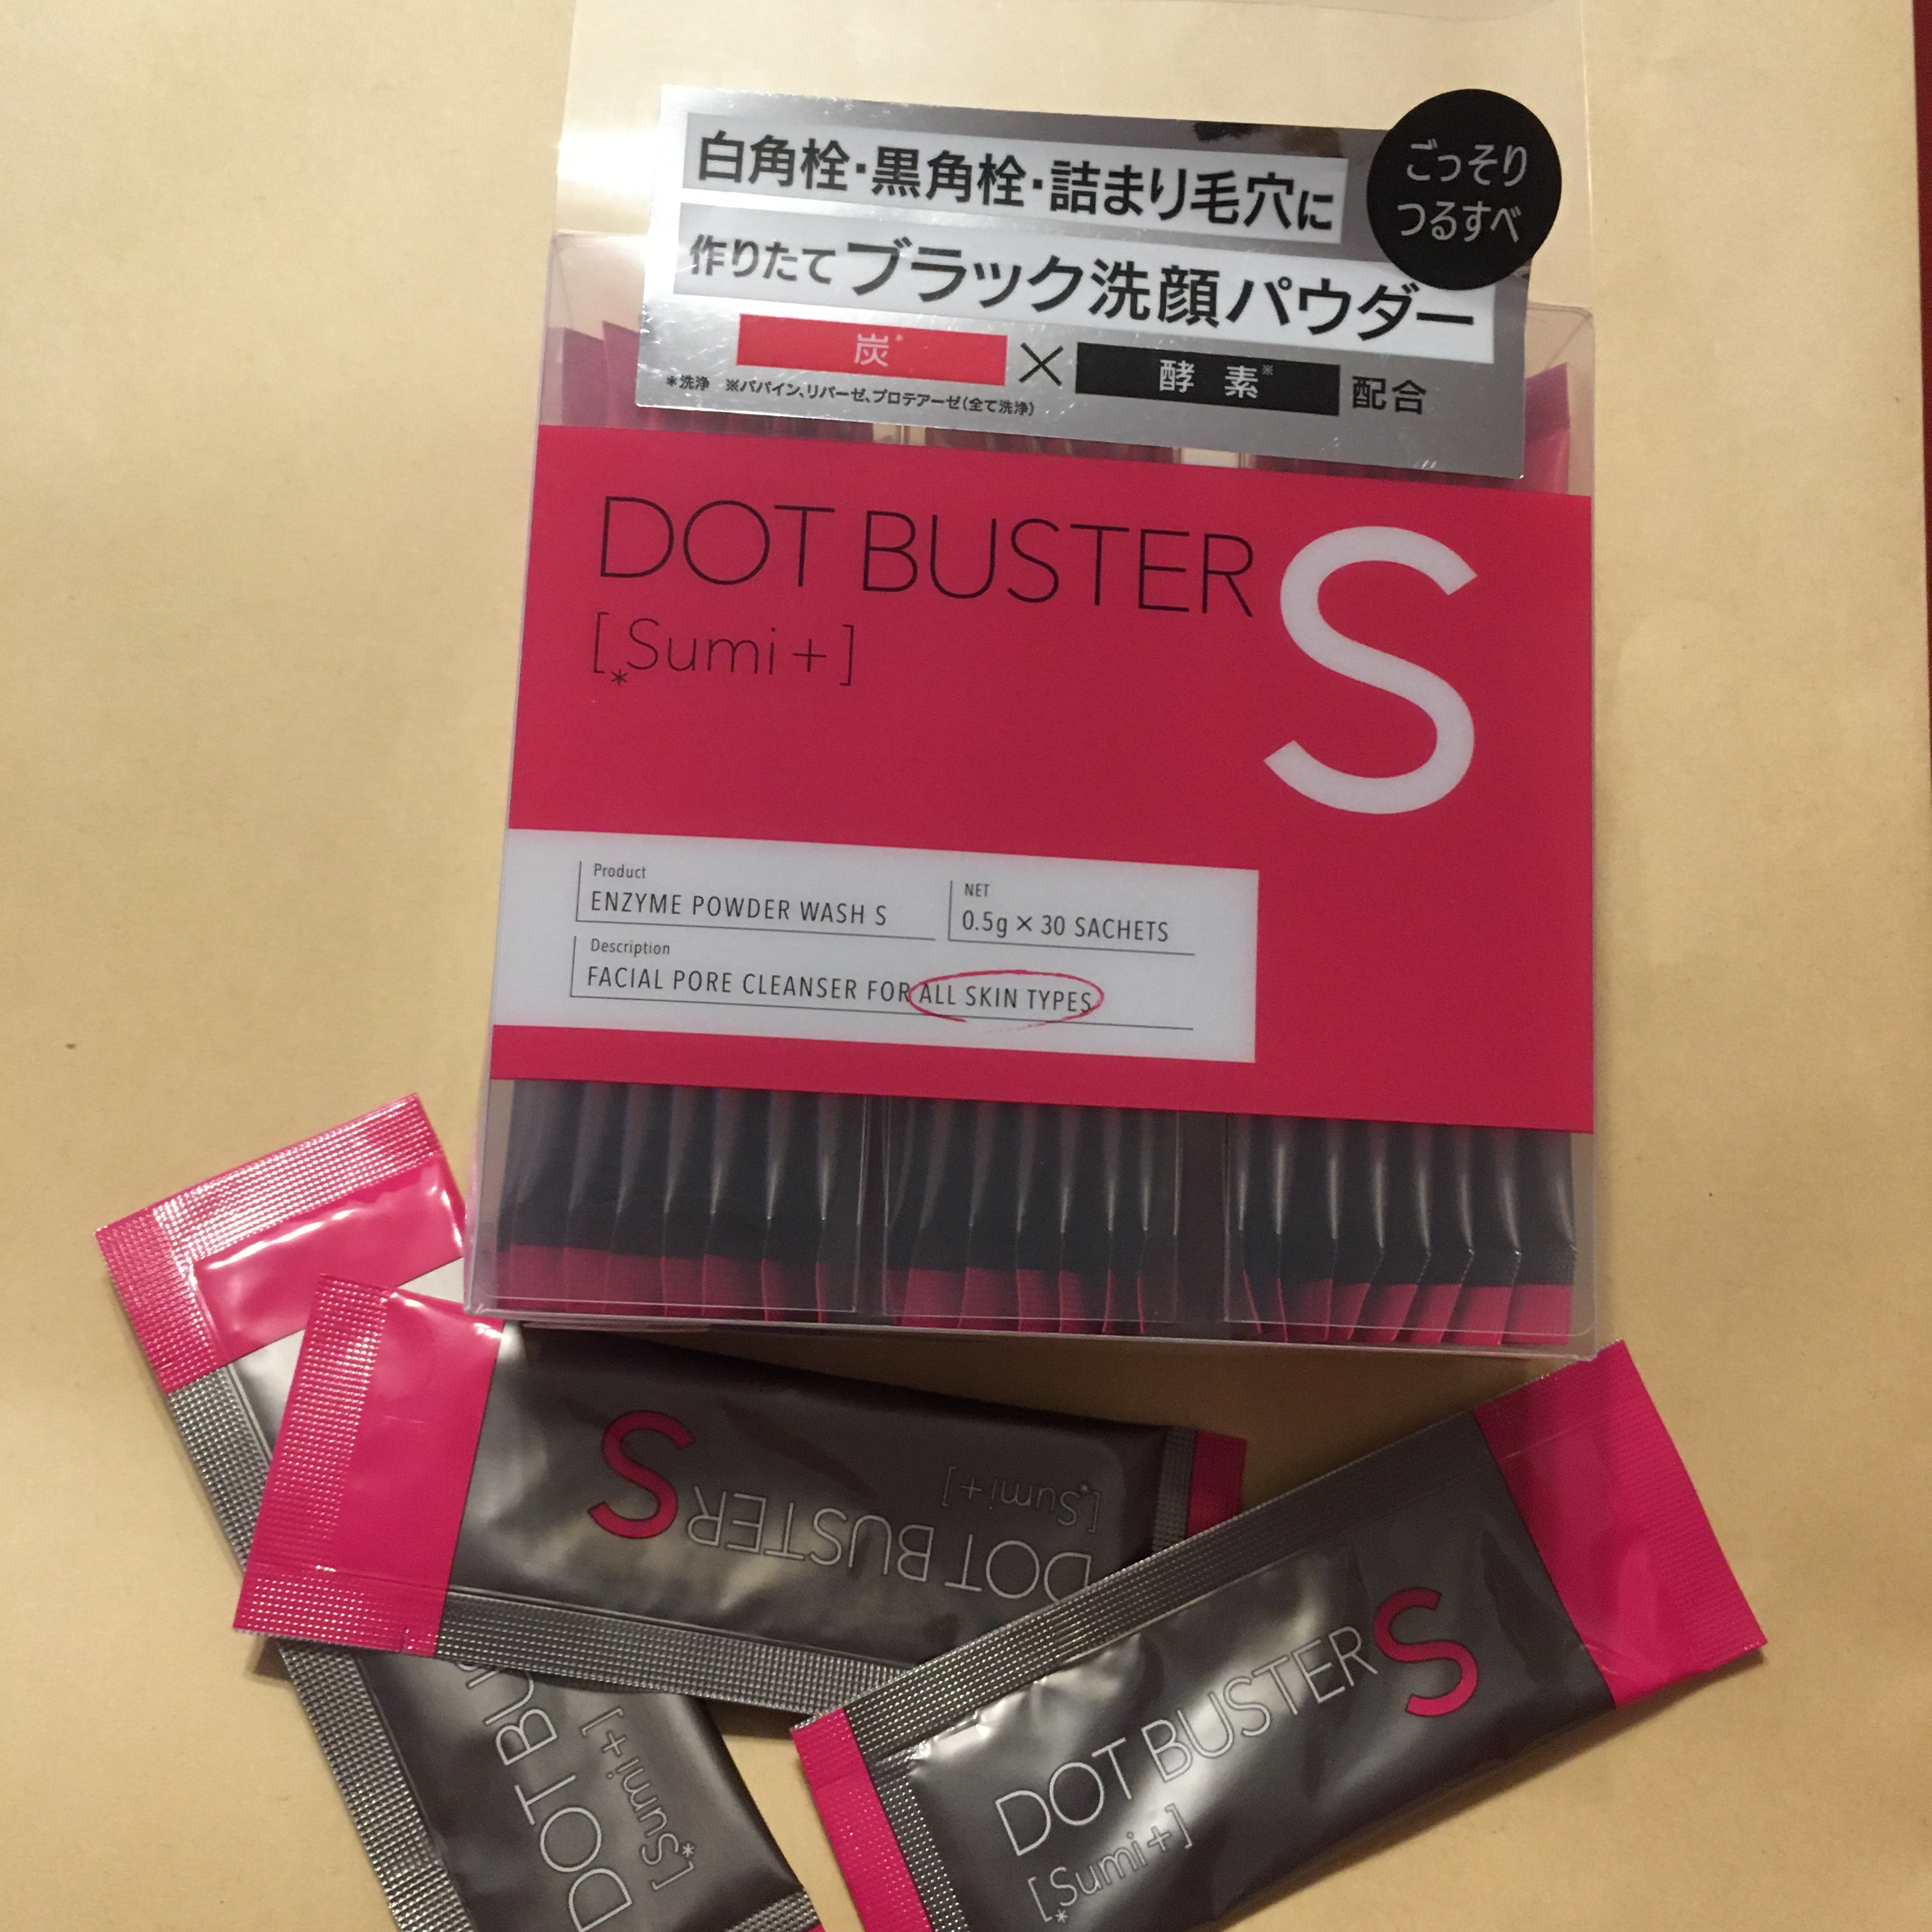 白角栓・黒角栓・詰まり毛穴に
ごっそり
つるすべ
作りたてブラック洗顔パウダー
炭* × 酵素※ 配合
*洗浄 ※パパイン、リパーゼ、プロテアーゼ(全て洗浄)
DOT BUSTER S
[*Sumi+]
Product
ENZYME POWDER WASH S
NET
0.5g × 30 SACHETS
Description
FACIAL PORE CLEANSER FOR ALL SKIN TYPES
DOT BUSTER S
[*Sumi+]
DOT BU
[*Sumi+]
DOT BUSTER S
[*Sumi+]